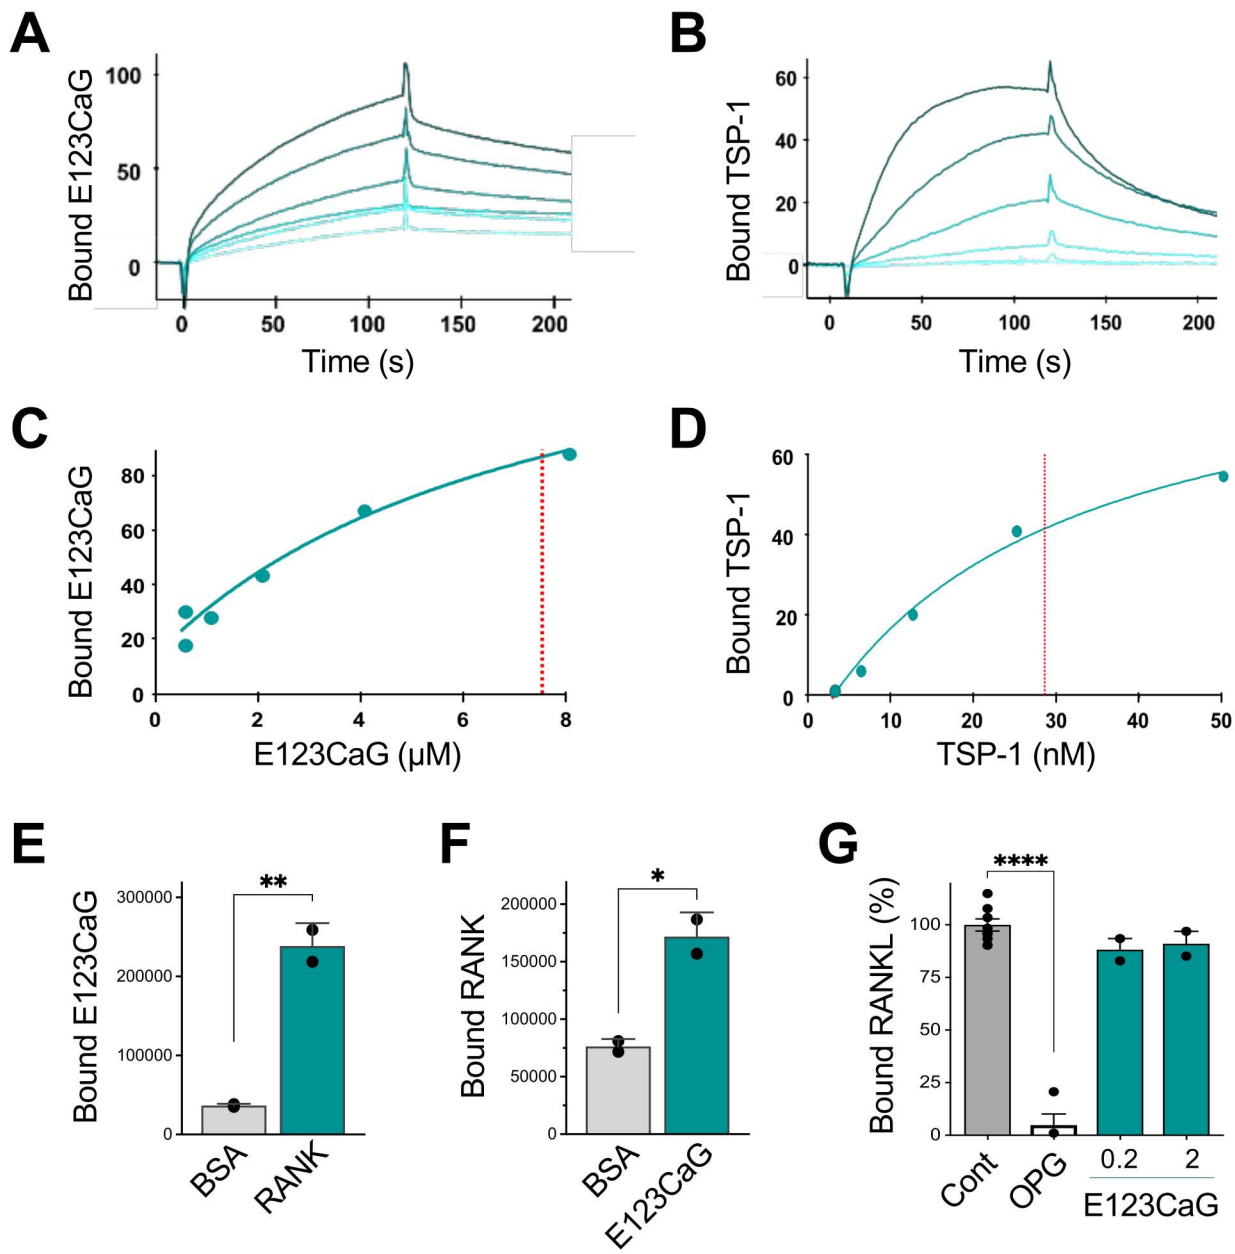 A
Bound E123CaG
100
50
0
0 50 100 150 200
Time (s)
B
Bound TSP-1
60
40
20
0
0 50 100 150 200
Time (s)
C
Bound E123CaG
80
60
40
20
0
0 2 4 6 8
E123CaG (µM)
D
Bound TSP-1
60
40
20
0
0 10 20 30 40 50
TSP-1 (nM)
E
Bound E123CaG
300000
200000
100000
0
**
BSA RANK
F
Bound RANK
200000
150000
100000
50000
0
*
BSA E123CaG
G
Bound RANKL (%)
100
75
50
25
0
****
Cont OPG 0.2 2
E123CaG